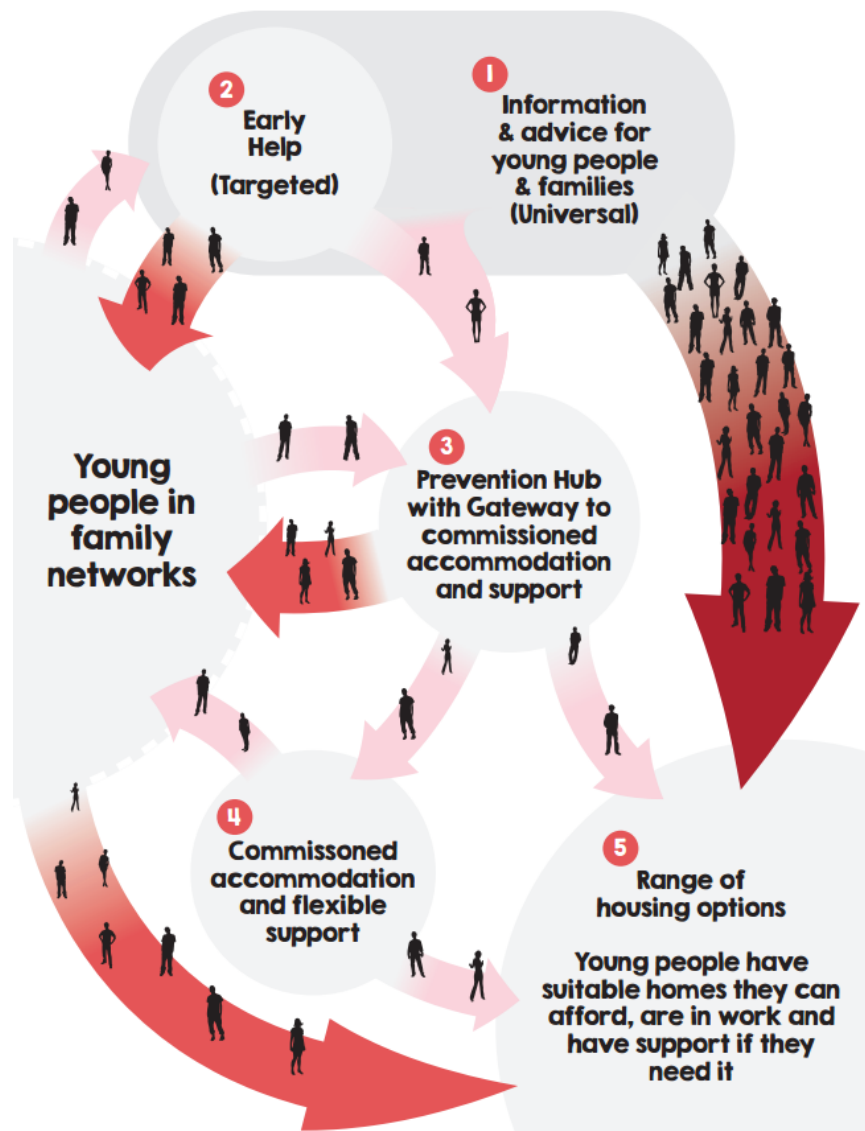 1
Information
& advice for
young people
& families
(Universal)
2
Early
Help
(Targeted)
Young
people in
family
networks
3
Prevention Hub
with Gateway to
commissioned
accommodation
and support
4
Commissoned
accommodation
and flexible
support
5
Range of
housing options
Young people have
suitable homes they can
afford, are in work and
have support if they
need it